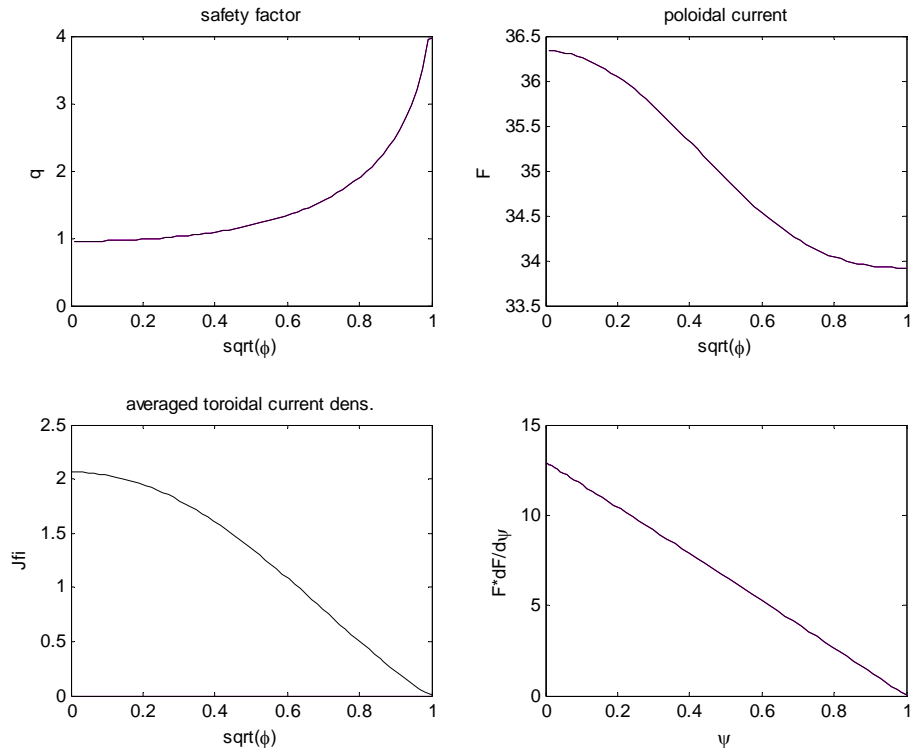 safety factor
4
3
2
1
0
q
0 0.2 0.4 0.6 0.8 1
sqrt(ϕ)
poloidal current
36.5
36
35.5
35
34.5
34
33.5
F
0 0.2 0.4 0.6 0.8 1
sqrt(ϕ)
averaged toroidal current dens.
2.5
2
1.5
1
0.5
0
Jfi
0 0.2 0.4 0.6 0.8 1
sqrt(ϕ)
15
10
5
0
F*dF/dψ
0 0.2 0.4 0.6 0.8 1
ψ